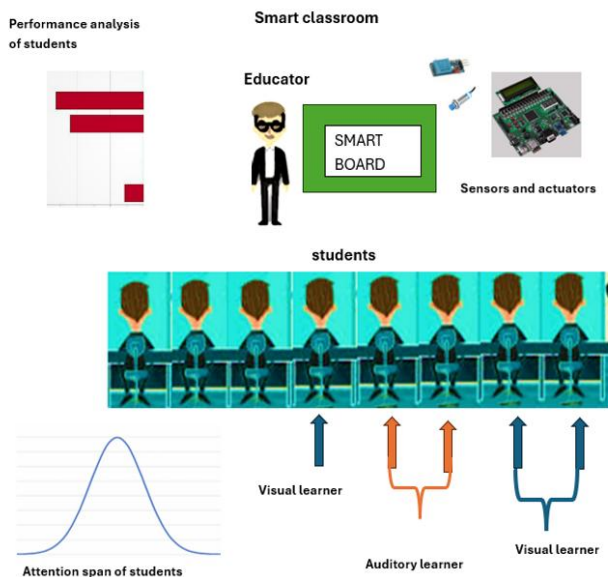 Smart classroom
Performance analysis
of students
Educator
SMART
BOARD
Sensors and actuators
students
Visual learner
Auditory learner
Visual learner
Attention span of students